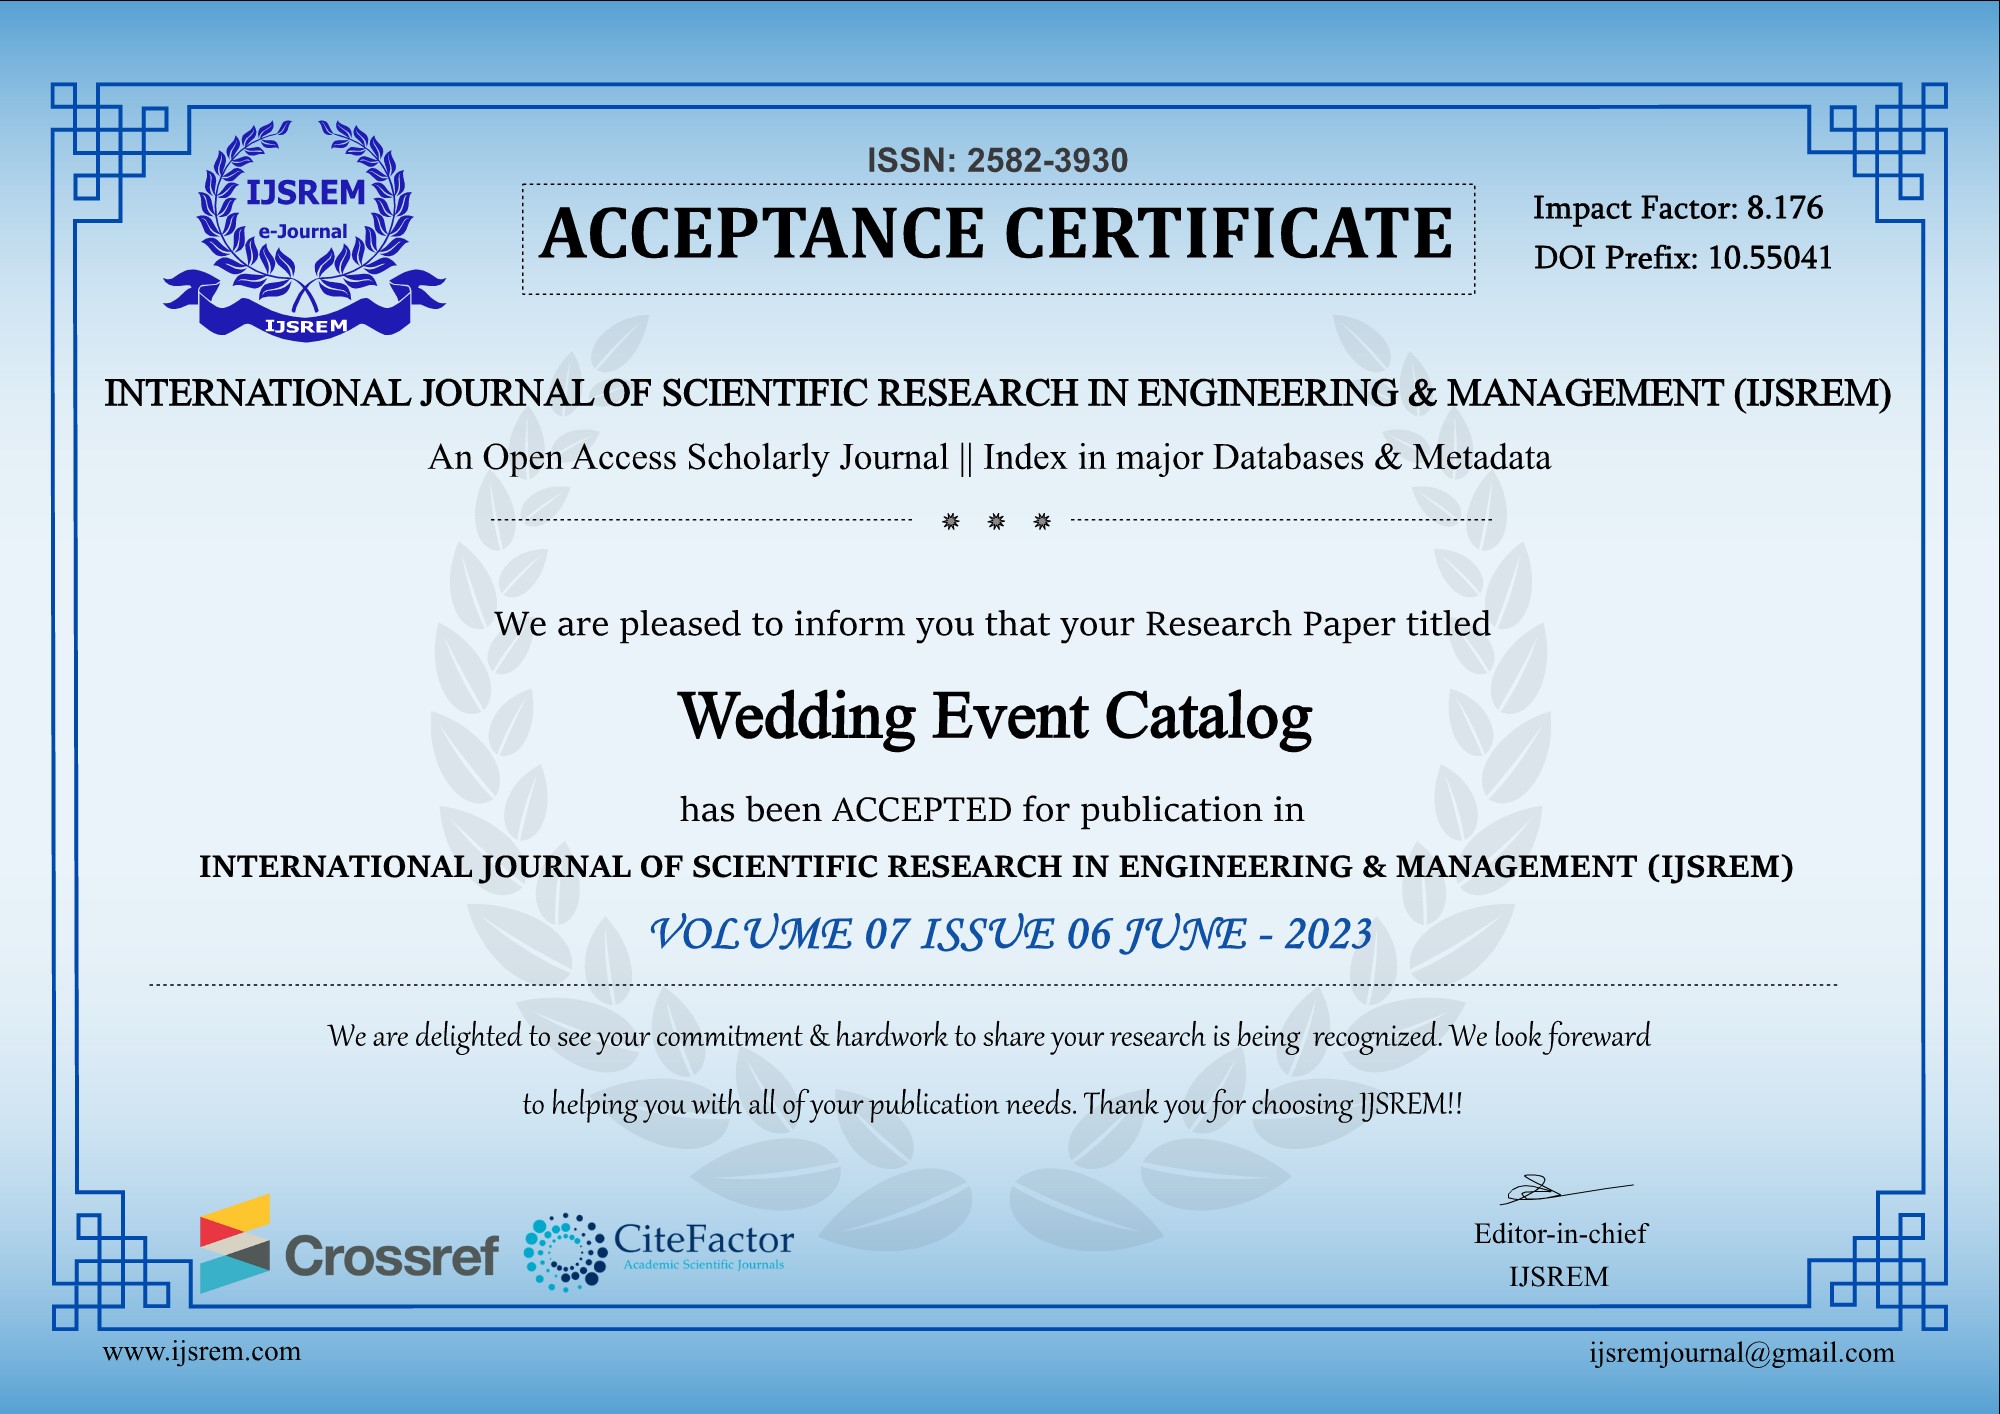 IJSREM
e-Journal
IJSREM
ISSN: 2582-3930
ACCEPTANCE CERTIFICATE
Impact Factor: 8.176
DOI Prefix: 10.55041
INTERNATIONAL JOURNAL OF SCIENTIFIC RESEARCH IN ENGINEERING & MANAGEMENT (IJSREM)
An Open Access Scholarly Journal || Index in major Databases & Metadata
We are pleased to inform you that your Research Paper titled
Wedding Event Catalog
has been ACCEPTED for publication in
INTERNATIONAL JOURNAL OF SCIENTIFIC RESEARCH IN ENGINEERING & MANAGEMENT (IJSREM)
VOLUME 07 ISSUE 06 JUNE - 2023
We are delighted to see your commitment & hardwork to share your research is being recognized. We look foreward
to helping you with all of your publication needs. Thank you for choosing IJSREM!!
Crossref
CiteFactor
Academic Scientific Journals
Editor-in-chief
IJSREM
www.ijsrem.com
ijsremjournal@gmail.com